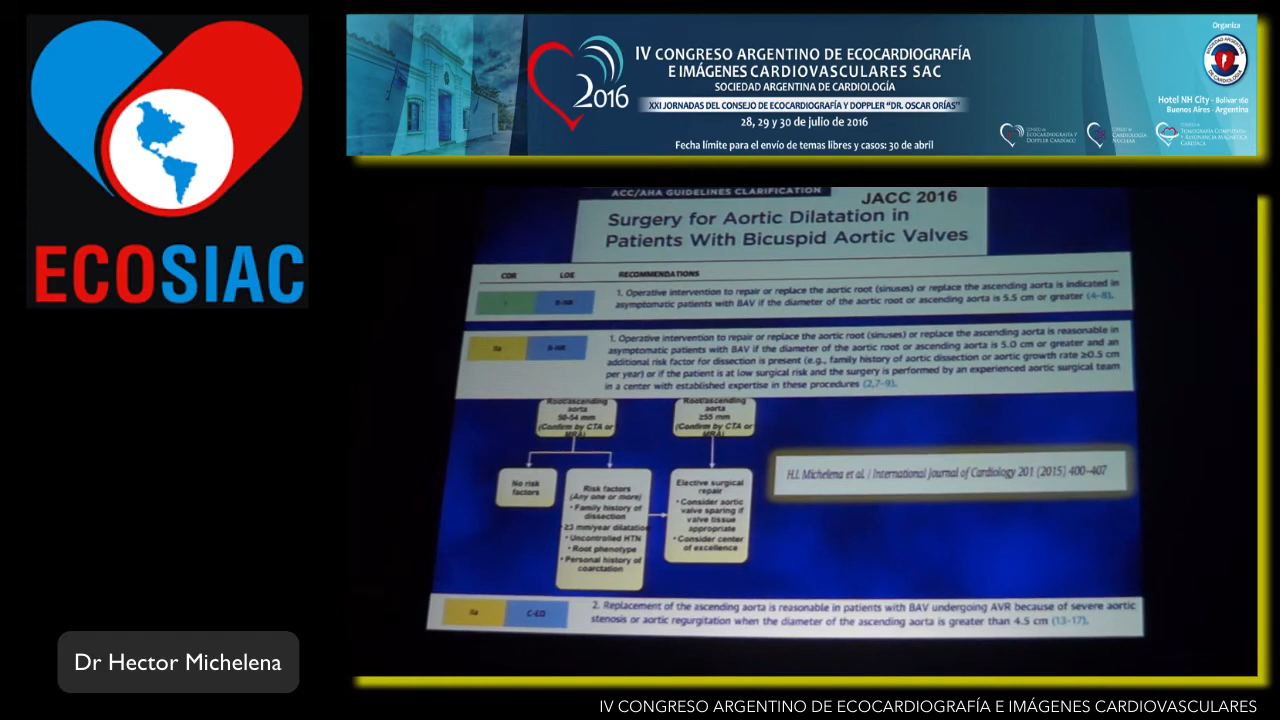 ECOSIAC
IV CONGRESO ARGENTINO DE ECOCARDIOGRAFÍA
E IMÁGENES CARDIOVASCULARES SAC
SOCIEDAD ARGENTINA DE CARDIOLOGÍA
XXI JORNADAS DEL CONSEJO DE ECOCARDIOGRAFÍA Y DOPPLER "DR. OSCAR ORÍAS"
28, 29 y 30 de julio de 2016
Fecha límite para el envío de temas libres y casos: 30 de abril
2016
Organiza
SOCIEDAD ARGENTINA
DE CARDIOLOGÍA
Hotel NH City - Bolívar 160
Buenos Aires - Argentina
CONSEJO DE
ECOCARDIOGRAFÍA Y
DOPPLER CARDÍACO
CONSEJO DE
CARDIOLOGÍA
NUCLEAR
CONSEJO DE
TOMOGRAFÍA COMPUTADA
Y RESONANCIA MAGNÉTICA
CARDÍACA
ACC/AHA GUIDELINES CLARIFICATION
JACC 2016
Surgery for Aortic Dilatation in
Patients With Bicuspid Aortic Valves
COR LOE RECOMMENDATIONS
I B-NR
1. Operative intervention to repair or replace the aortic root (sinuses) or replace the ascending aorta is indicated in
asymptomatic patients with BAV if the diameter of the aortic root or ascending aorta is 5.5 cm or greater (4-8).
IIa B-NR
1. Operative intervention to repair or replace the aortic root (sinuses) or replace the ascending aorta is reasonable in
asymptomatic patients with BAV if the diameter of the aortic root or ascending aorta is 5.0 cm or greater and an
additional risk factor for dissection is present (e.g., family history of aortic dissection or aortic growth rate ≥0.5 cm
per year) or if the patient is at low surgical risk and the surgery is performed by an experienced aortic surgical team
in a center with established expertise in these procedures (2,7-9).
Root/ascending
aorta
50-54 mm
(Confirm by CTA or
MRA)
Root/ascending
aorta
≥55 mm
(Confirm by CTA or
MRA)
No risk
factors
Risk factors
(Any one or more)
• Family history of
dissection
• ≥3 mm/year dilatation
• Uncontrolled HTN
• Root phenotype
• Personal history of
coarctation
Elective surgical
repair
• Consider aortic
valve sparing if
valve tissue
appropriate
• Consider center
of excellence
H.I. Michelena et al. / International Journal of Cardiology 201 (2015) 400–407
IIa C-EO
2. Replacement of the ascending aorta is reasonable in patients with BAV undergoing AVR because of severe aortic
stenosis or aortic regurgitation when the diameter of the ascending aorta is greater than 4.5 cm (13-17).
Dr Hector Michelena
IV CONGRESO ARGENTINO DE ECOCARDIOGRAFÍA E IMÁGENES CARDIOVASCULARES